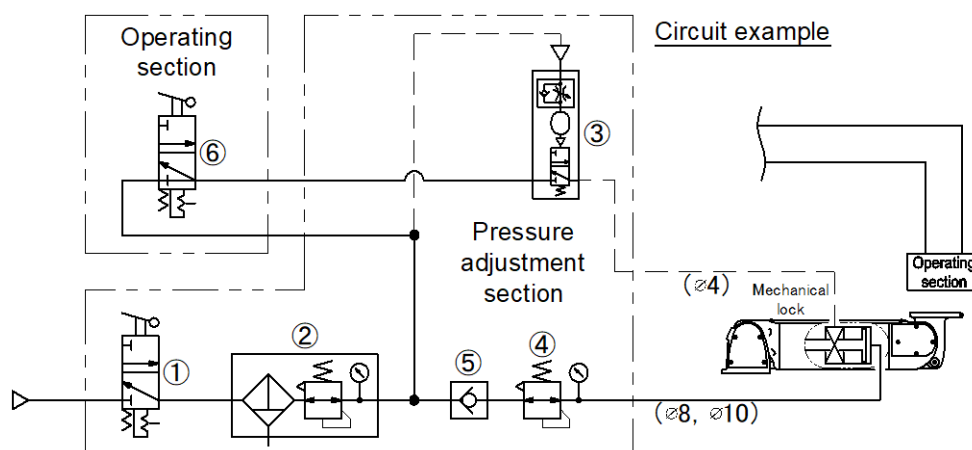 Operating
section
Circuit example
③
⑥
Pressure
adjustment
section
Operating
section
(⌀4)
Mechanical
lock
①
②
⑤
④
(⌀8, ⌀10)